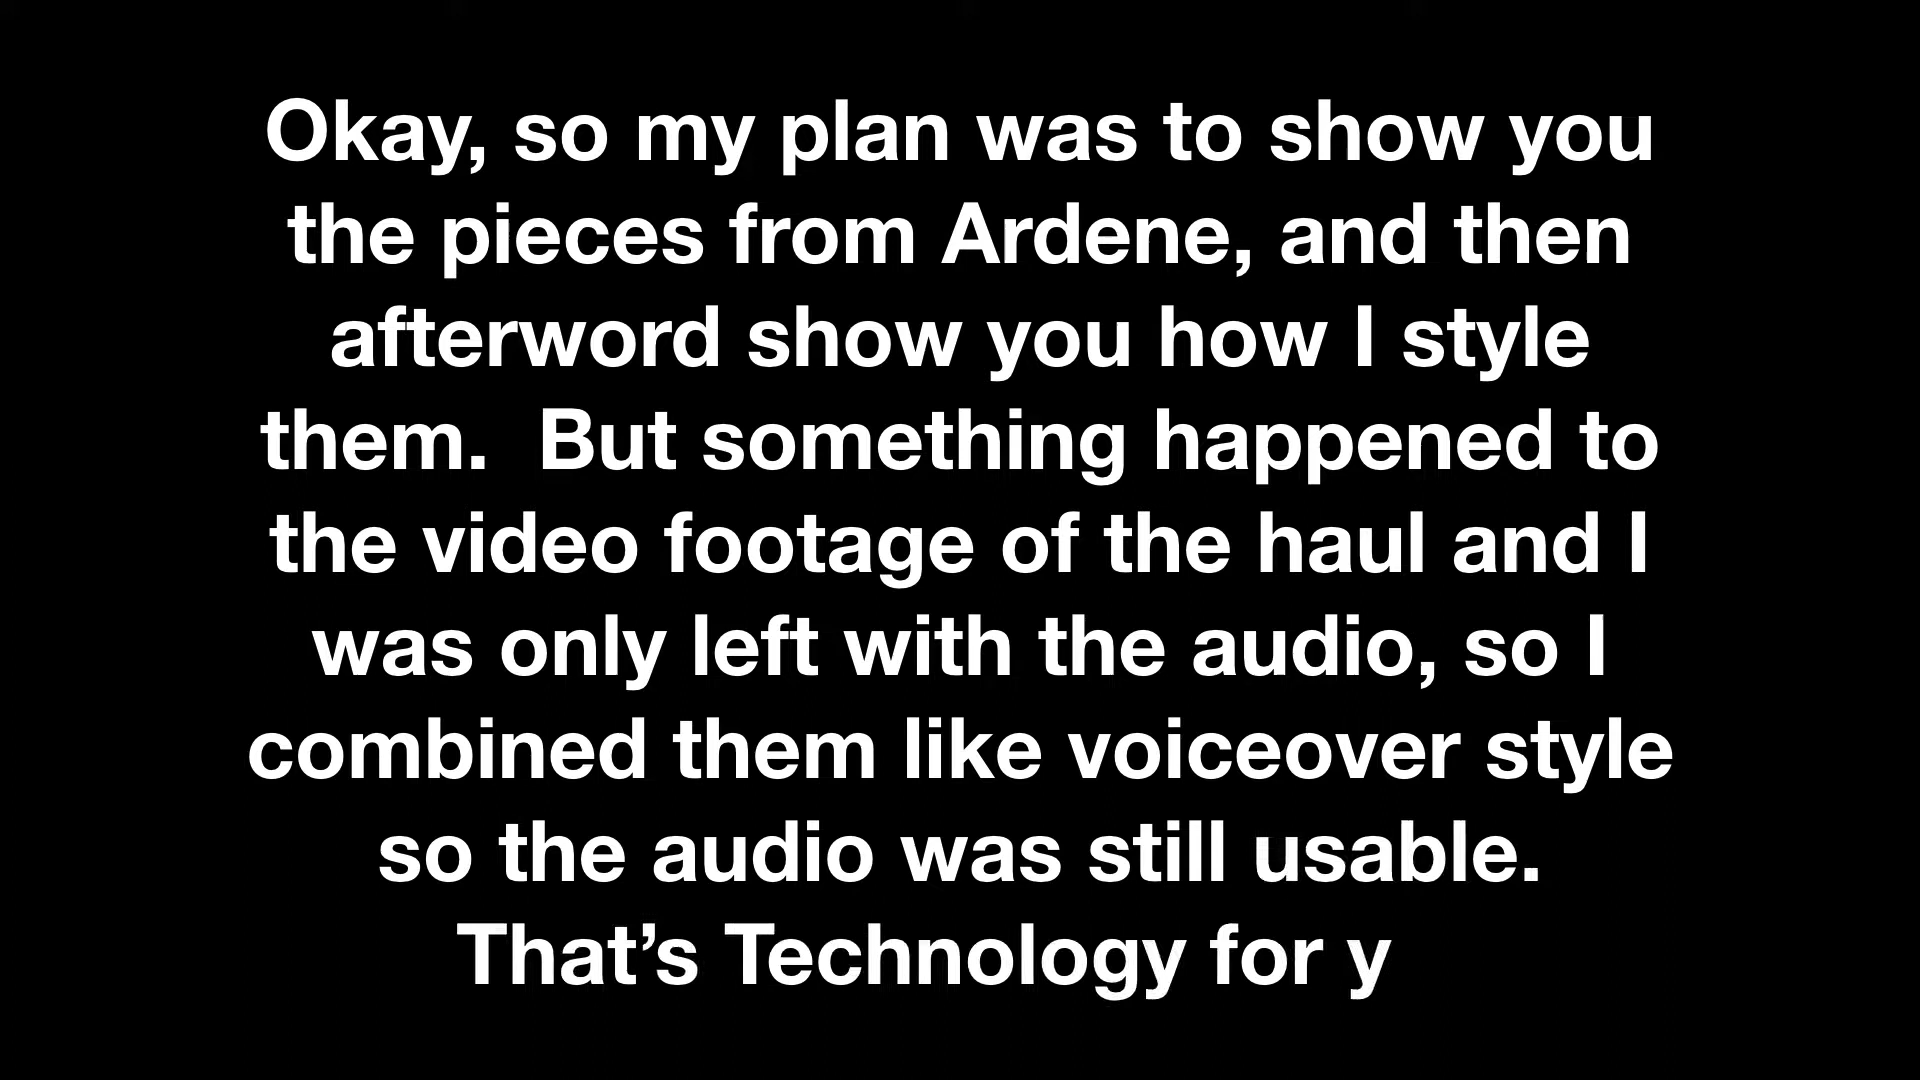 Okay, so my plan was to show you
the pieces from Ardene, and then
afterword show you how I style
them.  But something happened to
the video footage of the haul and I
was only left with the audio, so I
combined them like voiceover style
so the audio was still usable.
That’s Technology for y